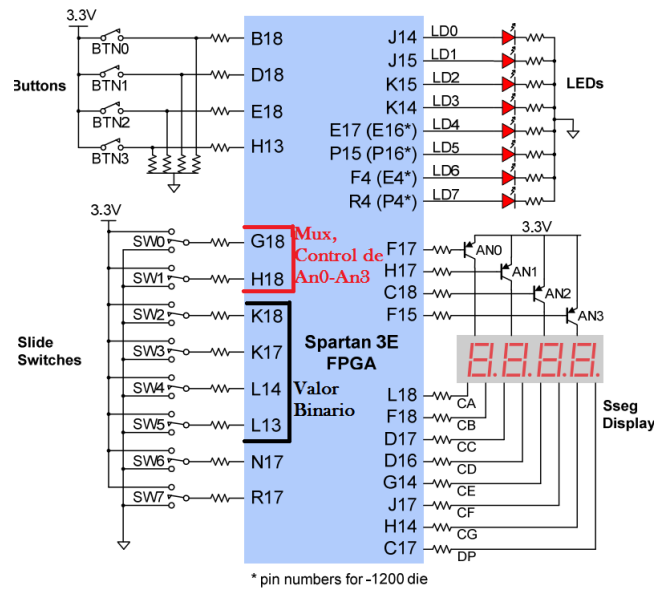 3.3V
BTN0
BTN1
BTN2
BTN3
Buttons
B18
D18
E18
H13
J14
J15
K15
K14
E17 (E16*)
P15 (P16*)
F4 (E4*)
R4 (P4*)
LD0
LD1
LD2
LD3
LD4
LD5
LD6
LD7
LEDs
3.3V
SW0
SW1
SW2
SW3
SW4
SW5
SW6
SW7
Slide
Switches
G18
H18
K18
K17
L14
L13
N17
R17
Mux,
Control de
An0-An3
Valor
Binario
Spartan 3E
FPGA
F17
H17
C18
F15
3.3V
AN0
AN1
AN2
AN3
8.8.8.8.
L18
F18
D17
D16
G14
J17
H14
C17
CA
CB
CC
CD
CE
CF
CG
DP
Sseg
Display
* pin numbers for -1200 die